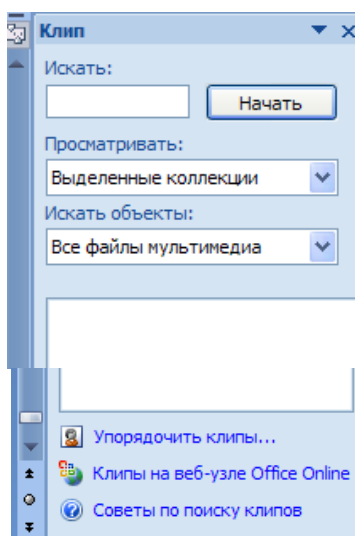 Клип
Искать:
Начать
Просматривать:
Выделенные коллекции
Искать объекты:
Все файлы мультимедиа
Упорядочить клипы...
Клипы на веб-узле Office Online
Советы по поиску клипов